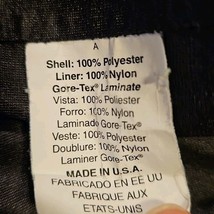 A
Shell: 100% Polyester
Liner: 100% Nylon
Gore-Tex® Laminate
Vista: 100% Poliester
Forro: 100% Nylon
Laminado Gore-Tex®
Veste: 100% Polyester
Doublure: 100% Nylon
Laminer Gore-Tex®
MADE IN U.S.A.
FABRICADO EN EE UU
FABRIQUE AUX
ETATS-UNIS